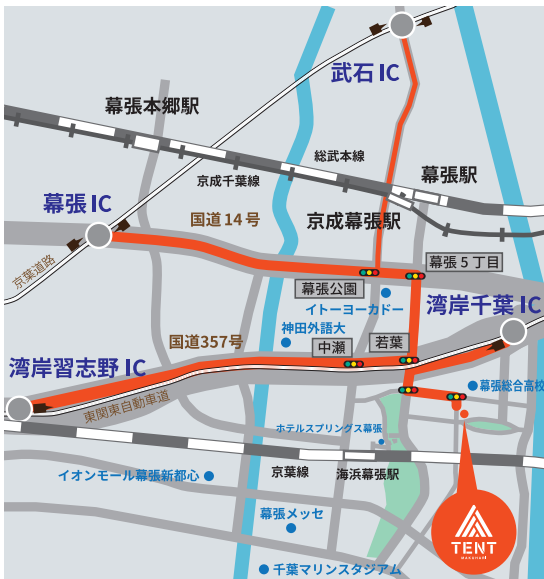 武石 IC
幕張本郷駅
総武本線
幕張駅
京成千葉線
幕張 IC
国道 14 号
京成幕張駅
幕張 5 丁目
京葉道路
幕張公園
イトーヨーカドー
湾岸千葉 IC
神田外語大
国道357号
中瀬
若葉
湾岸習志野 IC
幕張総合高校
東関東自動車道
ホテルスプリングス幕張
イオンモール幕張新都心
京葉線
海浜幕張駅
幕張メッセ
TENT
MAKUHARI
千葉マリンスタジアム